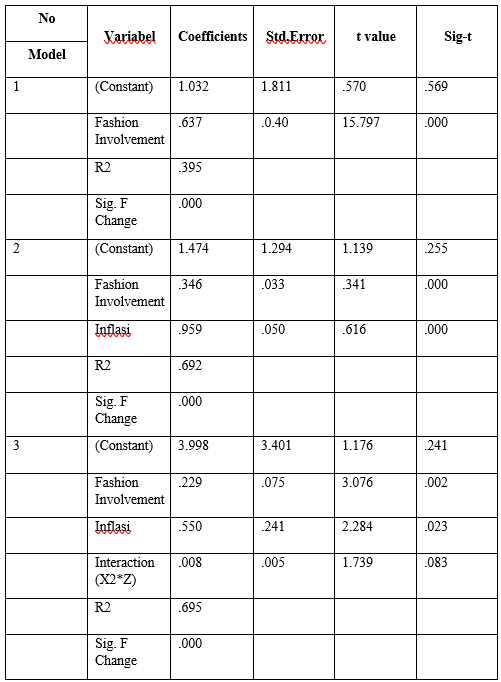 No Variabel Coefficients Std.Error t value Sig-t
Model
1 (Constant) 1.032 1.811 .570 .569
Fashion .637 .0.40 15.797 .000
Involvement
R2 .395
Sig. F .000
Change
2 (Constant) 1.474 1.294 1.139 .255
Fashion .346 .033 .341 .000
Involvement
Inflasi .959 .050 .616 .000
R2 .692
Sig. F .000
Change
3 (Constant) 3.998 3.401 1.176 .241
Fashion .229 .075 3.076 .002
Involvement
Inflasi .550 .241 2.284 .023
Interaction .008 .005 1.739 .083
(X2*Z)
R2 .695
Sig. F .000
Change